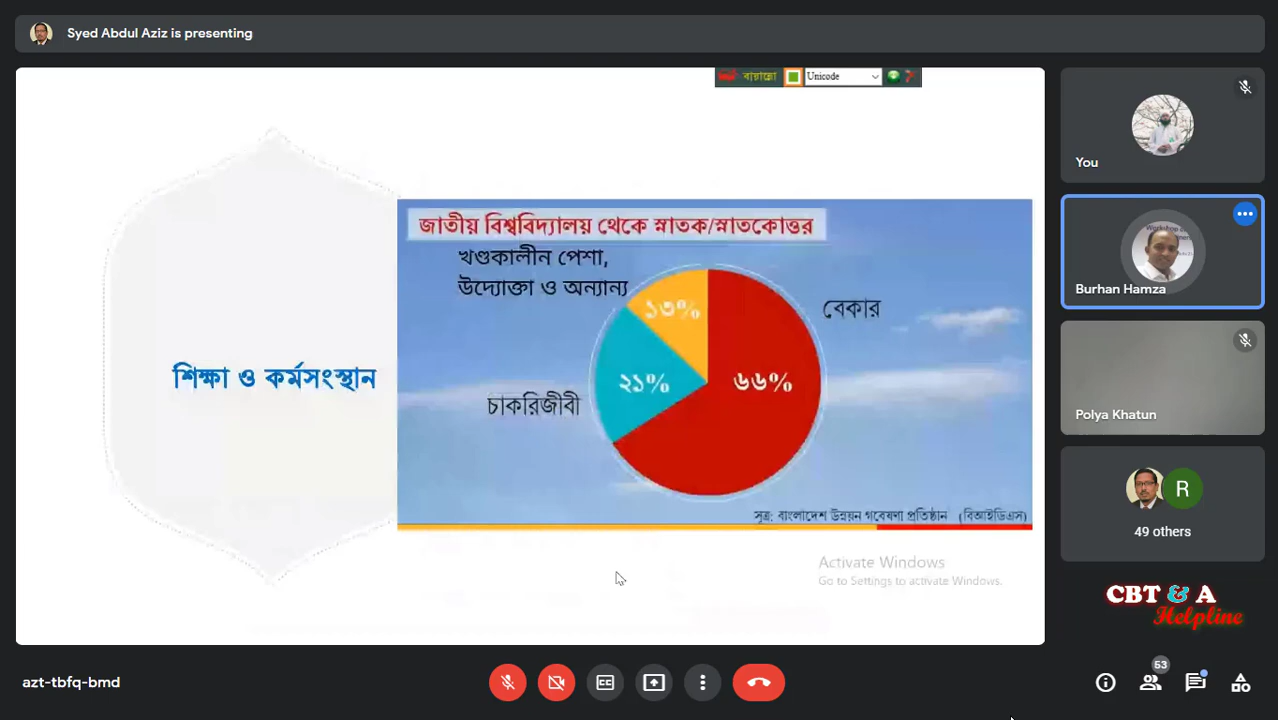 Syed Abdul Aziz is presenting
বায়ান্নো
Unicode
জাতীয় বিশ্ববিদ্যালয় থেকে স্নাতক/স্নাতকোত্তর
খণ্ডকালীন পেশা,
উদ্যোক্তা ও অন্যান্য
১৩%
বেকার
শিক্ষা ও কর্মসংস্থান
২১%
৬৬%
চাকরিজীবী
সূত্র: বাংলাদেশ উন্নয়ন গবেষণা প্রতিষ্ঠান (বিআইডিএস)
Activate Windows
Go to Settings to activate Windows.
You
Workshop
Burhan Hamza
Polya Khatun
R
49 others
CBT & A
Helpline
azt-tbfq-bmd
CC
53